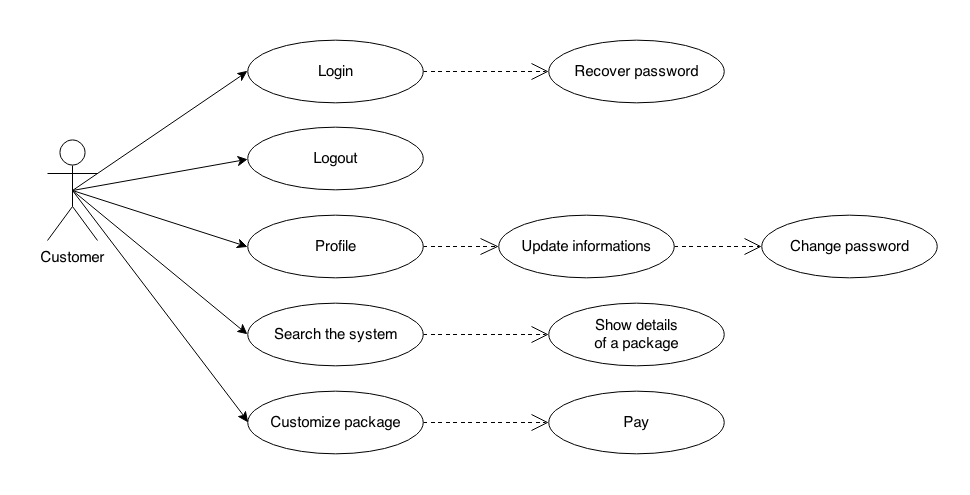 Login
Recover password
Logout
Customer
Profile
Update informations
Change password
Search the system
Show details
of a package
Customize package
Pay